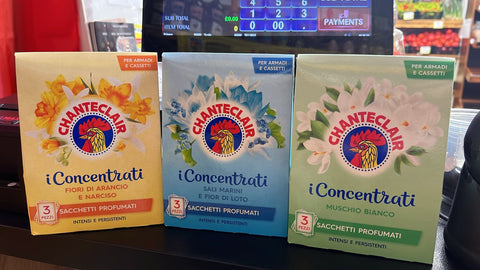 SUB TOTAL
£0.00
PAYMENTS
PER ARMADI
E CASSETTI
CHANTECLAIR
i Concentrati
FIORI DI ARANCIO
E NARCISO
3
PEZZI
SACCHETTI PROFUMATI
INTENSI E PERSISTENTI
PER ARMADI
E CASSETTI
CHANTECLAIR
i Concentrati
SALI MARINI
E FIOR DI LOTO
3
PEZZI
SACCHETTI PROFUMATI
INTENSI E PERSISTENTI
PER ARMADI
E CASSETTI
CHANTECLAIR
i Concentrati
MUSCHIO BIANCO
3
PEZZI
SACCHETTI PROFUMATI
INTENSI E PERSISTENTI